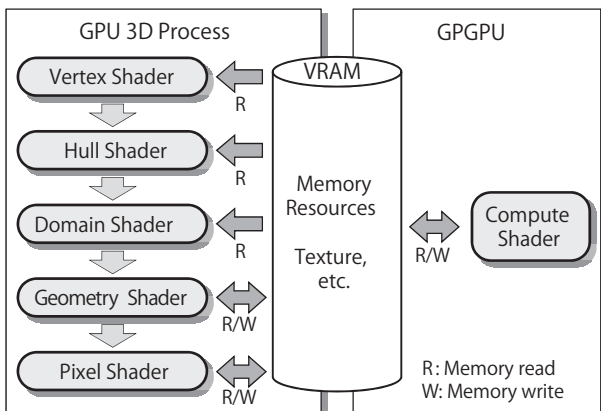 GPU 3D Process
GPGPU
VRAM
Vertex Shader
R
Hull Shader
R
Domain Shader
R
Geometry Shader
R/W
Pixel Shader
R/W
Memory
Resources
Texture,
etc.
R/W
Compute
Shader
R: Memory read
W: Memory write